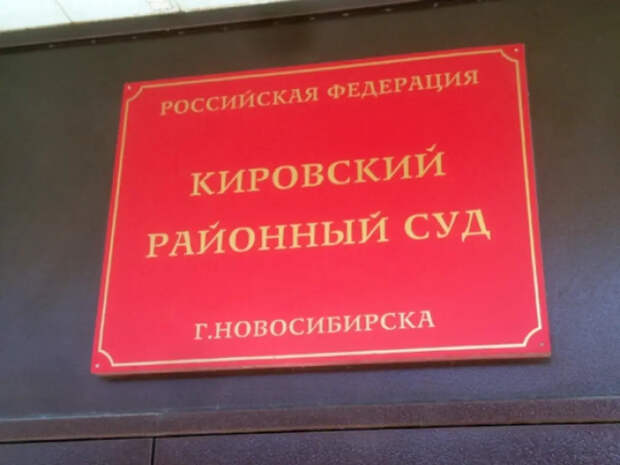 РОССИЙСКАЯ ФЕДЕРАЦИЯ
КИРОВСКИЙ
РАЙОННЫЙ СУД
Г.НОВОСИБИРСКА